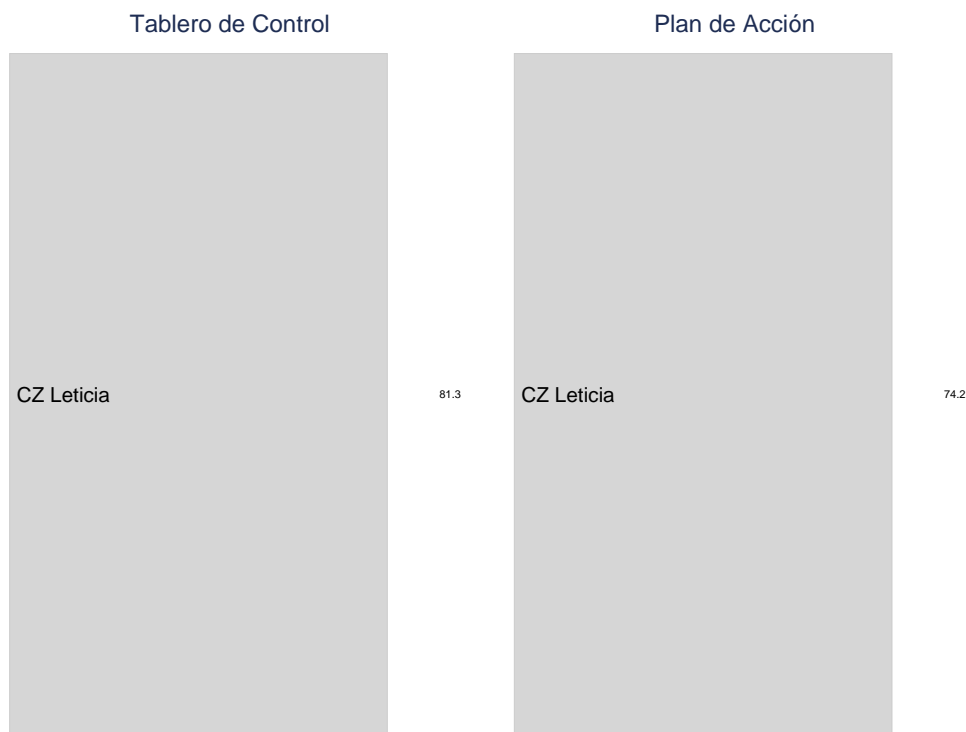 Tablero de Control
Plan de Acción
CZ Leticia
81.3
CZ Leticia
74.2